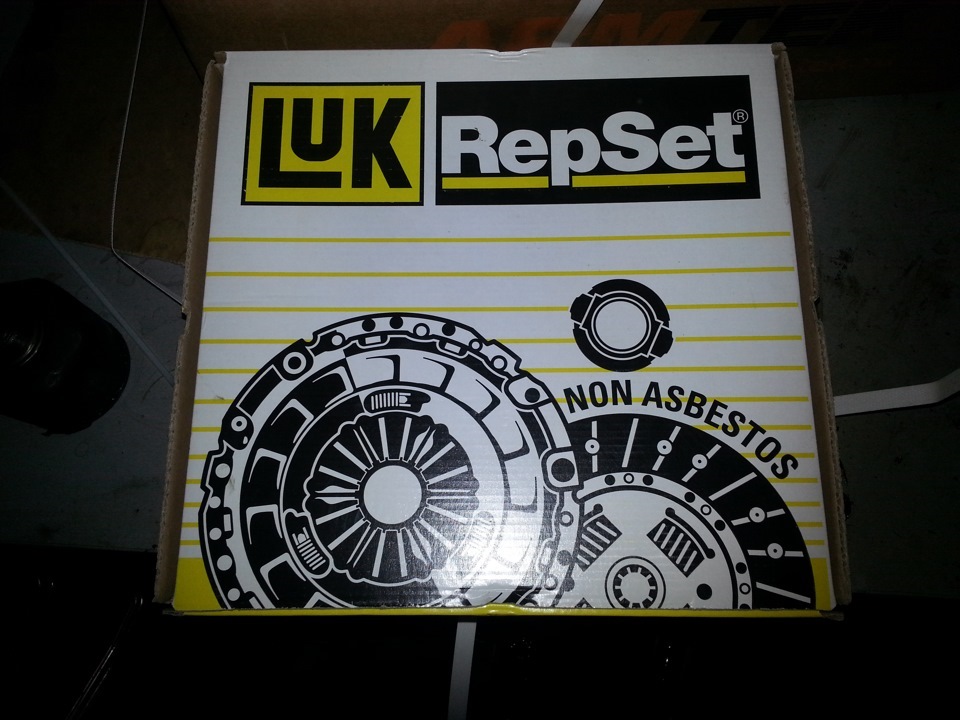 LUK
RepSet®
NON ASBESTOS